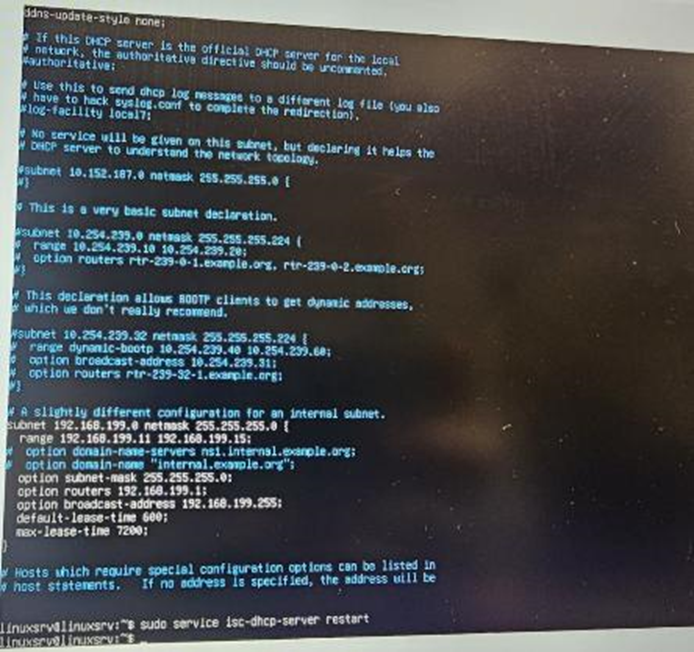 ddns-update-style none;
# If this DHCP server is the official DHCP server for the local
# network, the authoritative directive should be uncommented.
#authoritative;
# Use this to send dhcp log messages to a different log file (you also
# have to hack syslog.conf to complete the redirection).
#log-facility local7;
# No service will be given on this subnet, but declaring it helps the
# DHCP server to understand the network topology.
#subnet 10.152.187.0 netmask 255.255.255.0 {
#}
# This is a very basic subnet declaration.
#subnet 10.254.239.0 netmask 255.255.255.224 {
#  range 10.254.239.10 10.254.239.20;
#  option routers rtr-239-0-1.example.org, rtr-239-0-2.example.org;
#}
# This declaration allows BOOTP clients to get dynamic addresses,
# which we don't really recommend.
#subnet 10.254.239.32 netmask 255.255.255.224 {
#  range dynamic-bootp 10.254.239.40 10.254.239.60;
#  option broadcast-address 10.254.239.31;
#  option routers rtr-239-32-1.example.org;
#}
# A slightly different configuration for an internal subnet.
subnet 192.168.199.0 netmask 255.255.255.0 {
  range 192.168.199.11 192.168.199.15;
#  option domain-name-servers ns1.internal.example.org;
#  option domain-name "internal.example.org";
  option subnet-mask 255.255.255.0;
  option routers 192.168.199.1;
  option broadcast-address 192.168.199.255;
  default-lease-time 600;
  max-lease-time 7200;
}
# Hosts which require special configuration options can be listed in
# host statements.   If no address is specified, the address will be
linuxsrv@linuxsrv:~$ sudo service isc-dhcp-server restart
linuxsrv@linuxsrv:~$ _